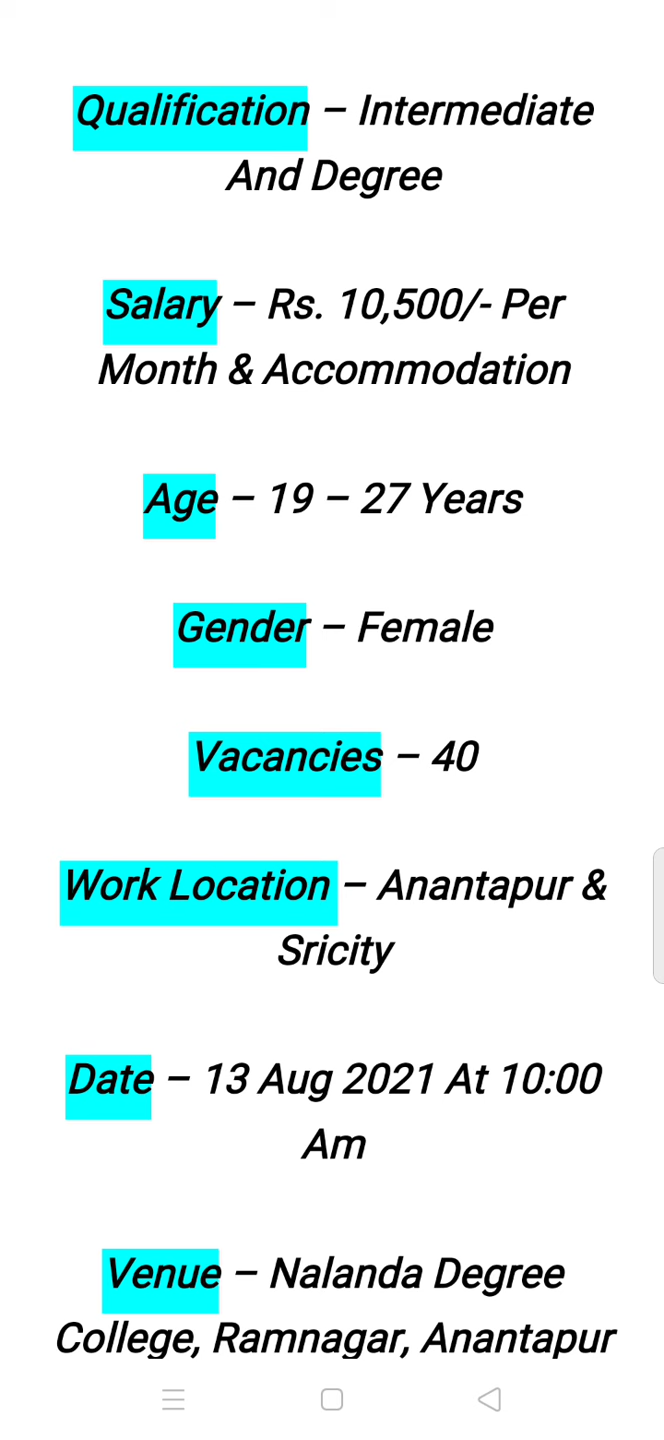 Qualification – Intermediate
And Degree
Salary – Rs. 10,500/- Per
Month & Accommodation
Age – 19 – 27 Years
Gender – Female
Vacancies – 40
Work Location – Anantapur &
Sricity
Date – 13 Aug 2021 At 10:00
Am
Venue – Nalanda Degree
College, Ramnagar, Anantapur